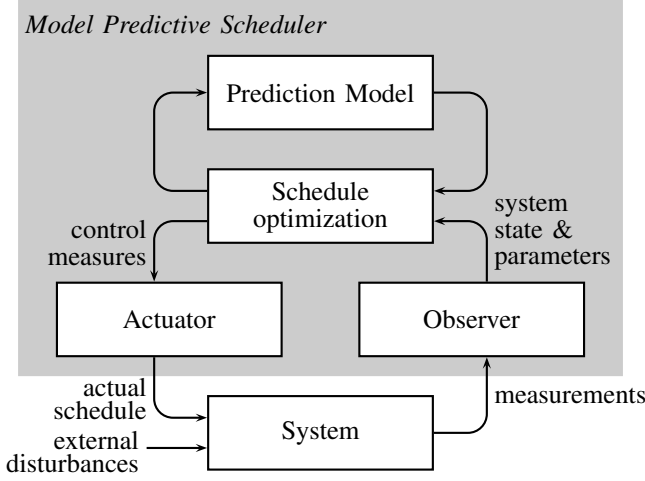 Model Predictive Scheduler
Prediction Model
Schedule
optimization
control
measures
system
state &
parameters
Actuator
Observer
actual
schedule
measurements
System
external
disturbances